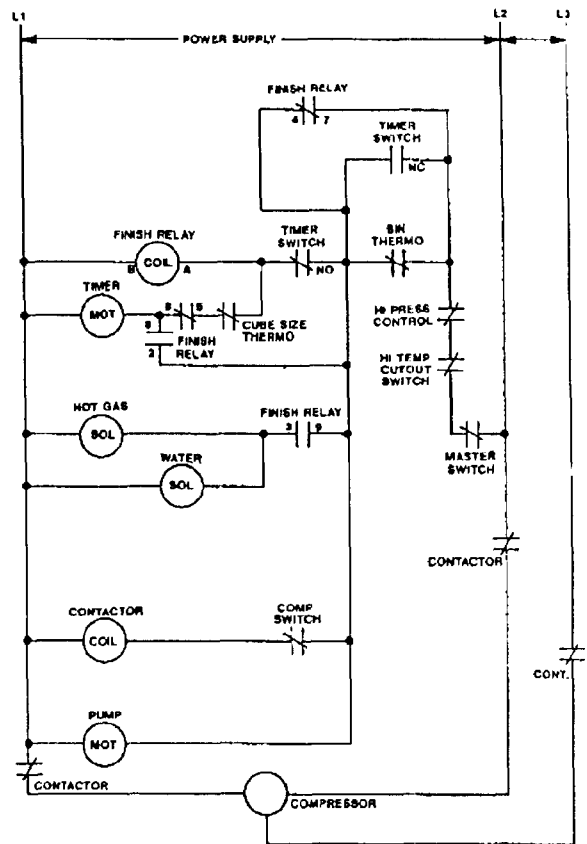 L1
L2
L3
POWER SUPPLY
FINISH RELAY
4 7
TIMER
SWITCH
NC
FINISH RELAY
B COIL A
TIMER
SWITCH
NO
BIN
THERMO
TIMER
MOT
8
6 5
CUBE SIZE
THERMO
FINISH
RELAY
2
HI PRESS
CONTROL
HI TEMP
CUTOUT
SWITCH
HOT GAS
SOL
FINISH RELAY
3 9
MASTER
SWITCH
WATER
SOL
CONTACTOR
CONTACTOR
COIL
COMP
SWITCH
CONT.
PUMP
MOT
CONTACTOR
COMPRESSOR